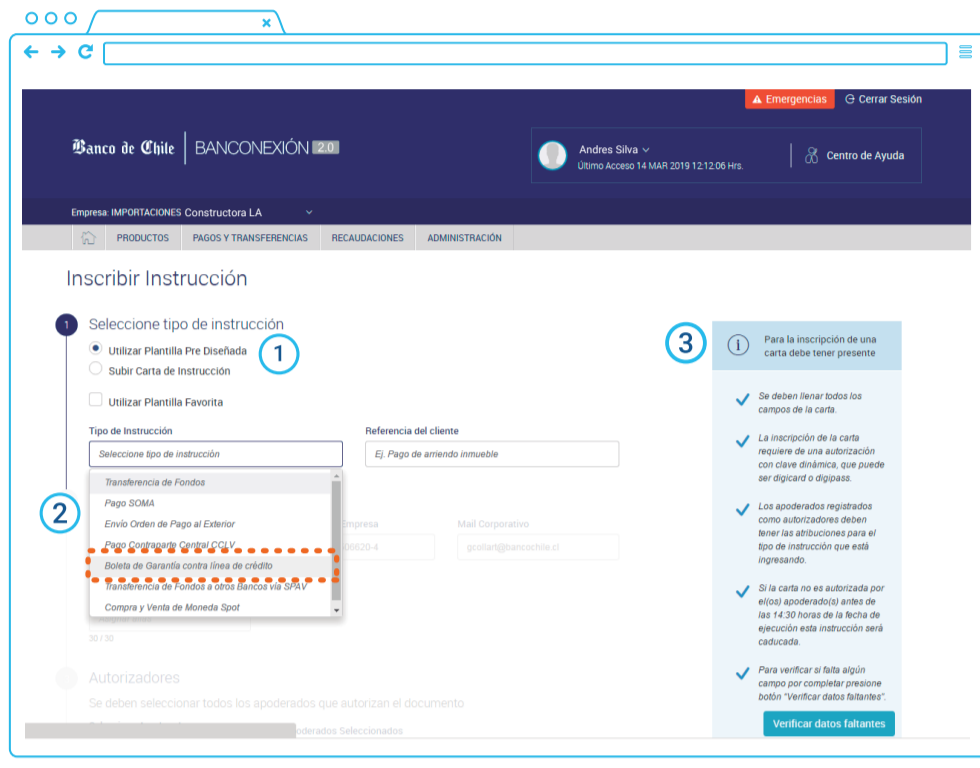 Emergencias
Cerrar Sesión
Banco de Chile
BANCONEXIÓN 2.0
Andres Silva
Último Acceso 14 MAR 2019 12:12:06 Hrs.
Centro de Ayuda
Empresa: IMPORTACIONES Constructora LA
PRODUCTOS PAGOS Y TRANSFERENCIAS RECAUDACIONES ADMINISTRACIÓN
Inscribir Instrucción
1 Seleccione tipo de instrucción
Utilizar Plantilla Pre Diseñada
1
Subir Carta de Instrucción
Utilizar Plantilla Favorita
Tipo de Instrucción
Seleccione tipo de instrucción
Referencia del cliente
Ej. Pago de arriendo inmueble
2
Transferencia de Fondos
Pago SOMA
Envío Orden de Pago al Exterior
Pago Contraparte Central CCLV
Boleta de Garantía contra línea de crédito
Transferencia de Fondos a otros Bancos vía SPAV
Compra y Venta de Moneda Spot
Empresa
Mail Corporativo
gcollart@bancochile.cl
30 / 30
Autorizadores
Se deben seleccionar todos los apoderados que autorizan el documento
Seleccionados
3
Para la inscripción de una
carta debe tener presente
Se deben llenar todos los
campos de la carta.
La inscripción de la carta
requiere de una autorización
con clave dinámica, que puede
ser digicard o digipass.
Los apoderados registrados
como autorizadores deben
tener las atribuciones para el
tipo de instrucción que está
ingresando.
Si la carta no es autorizada por
el(os) apoderado(s) antes de
las 14:30 horas de la fecha de
ejecución esta instrucción será
caducada.
Para verificar si falta algún
campo por completar presione
botón "Verificar datos faltantes".
Verificar datos faltantes